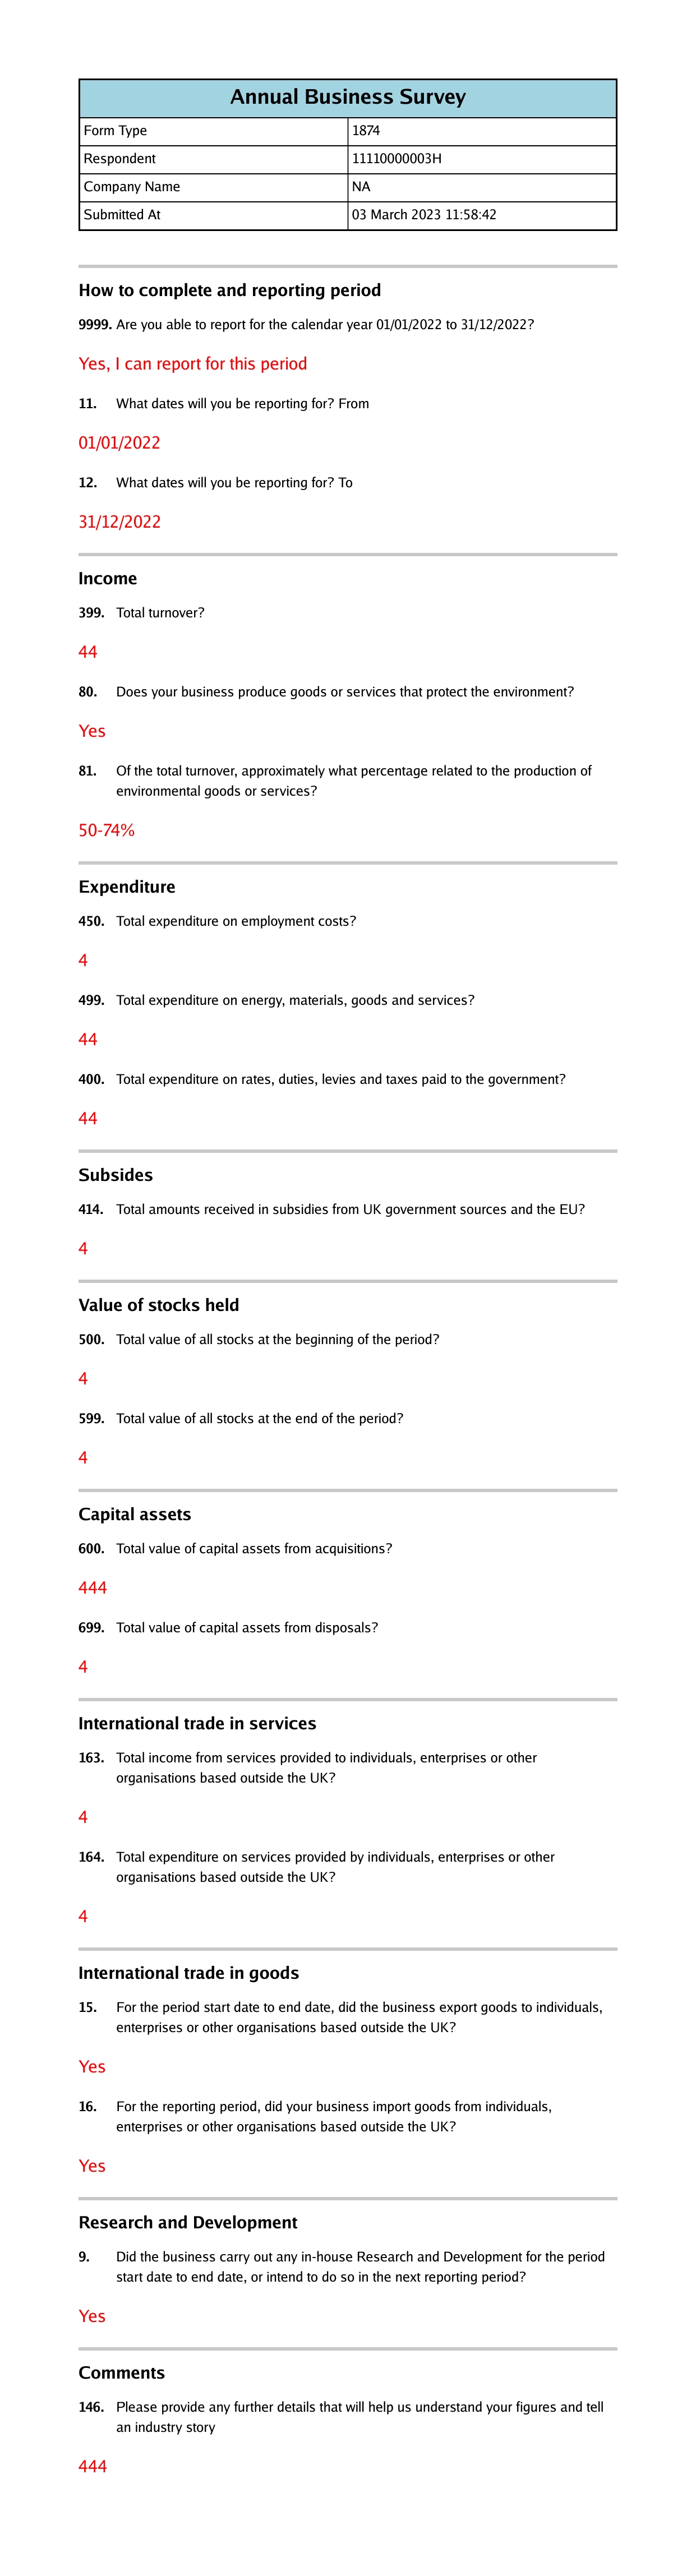 Annual Business Survey
Form Type 1874
Respondent 11110000003H
Company Name NA
Submitted At 03 March 2023 11:58:42
How to complete and reporting period
9999. Are you able to report for the calendar year 01/01/2022 to 31/12/2022?
Yes, I can report for this period
11. What dates will you be reporting for? From
01/01/2022
12. What dates will you be reporting for? To
31/12/2022
Income
399. Total turnover?
44
80. Does your business produce goods or services that protect the environment?
Yes
81. Of the total turnover, approximately what percentage related to the production of
environmental goods or services?
50-74%
Expenditure
450. Total expenditure on employment costs?
4
499. Total expenditure on energy, materials, goods and services?
44
400. Total expenditure on rates, duties, levies and taxes paid to the government?
44
Subsides
414. Total amounts received in subsidies from UK government sources and the EU?
4
Value of stocks held
500. Total value of all stocks at the beginning of the period?
4
599. Total value of all stocks at the end of the period?
4
Capital assets
600. Total value of capital assets from acquisitions?
444
699. Total value of capital assets from disposals?
4
International trade in services
163. Total income from services provided to individuals, enterprises or other
organisations based outside the UK?
4
164. Total expenditure on services provided by individuals, enterprises or other
organisations based outside the UK?
4
International trade in goods
15. For the period start date to end date, did the business export goods to individuals,
enterprises or other organisations based outside the UK?
Yes
16. For the reporting period, did your business import goods from individuals,
enterprises or other organisations based outside the UK?
Yes
Research and Development
9. Did the business carry out any in-house Research and Development for the period
start date to end date, or intend to do so in the next reporting period?
Yes
Comments
146. Please provide any further details that will help us understand your figures and tell
an industry story
444